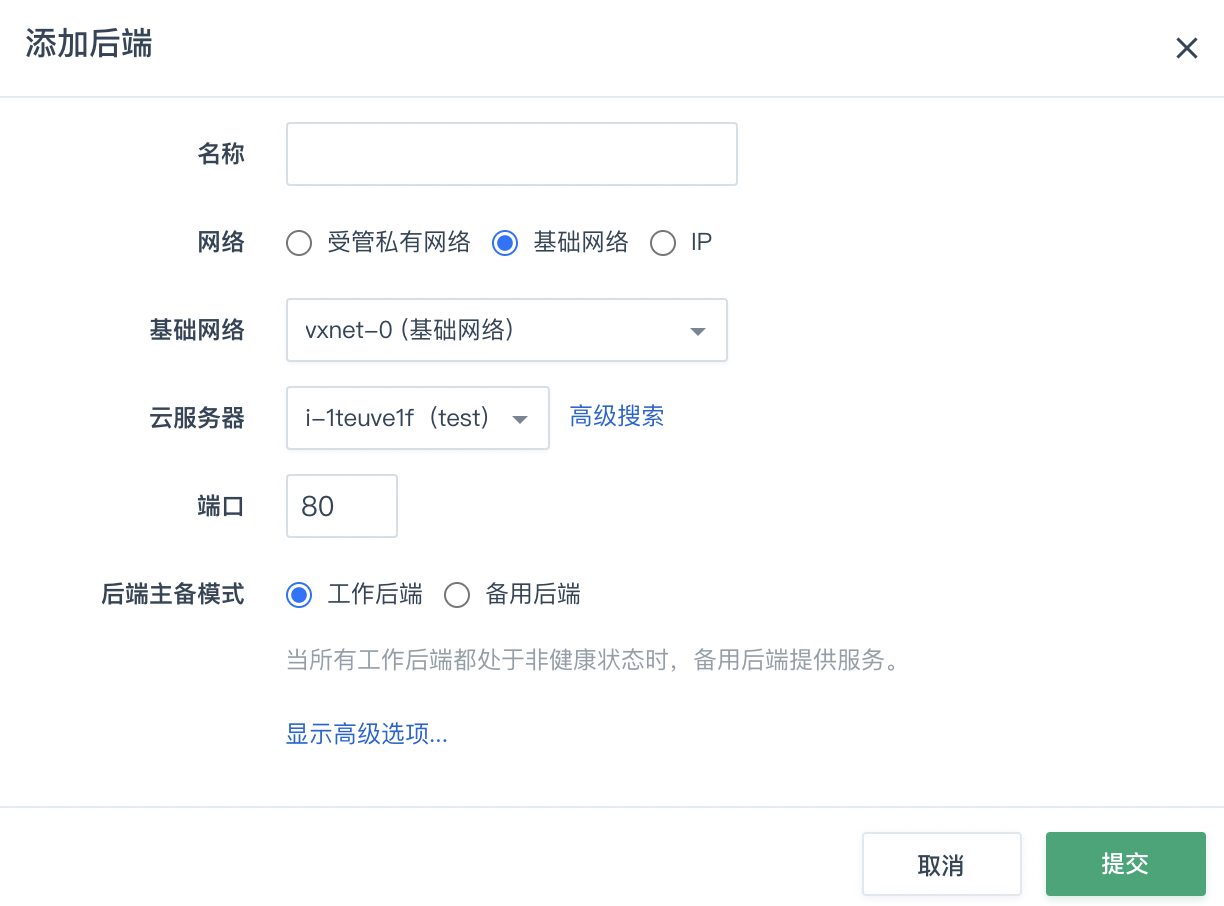 添加后端
名称
网络 受管私有网络 基础网络 IP
基础网络 vxnet-0 (基础网络)
云服务器 i-1teuve1f (test) 高级搜索
端口 80
后端主备模式 工作后端 备用后端
当所有工作后端都处于非健康状态时，备用后端提供服务。
显示高级选项...
取消 提交